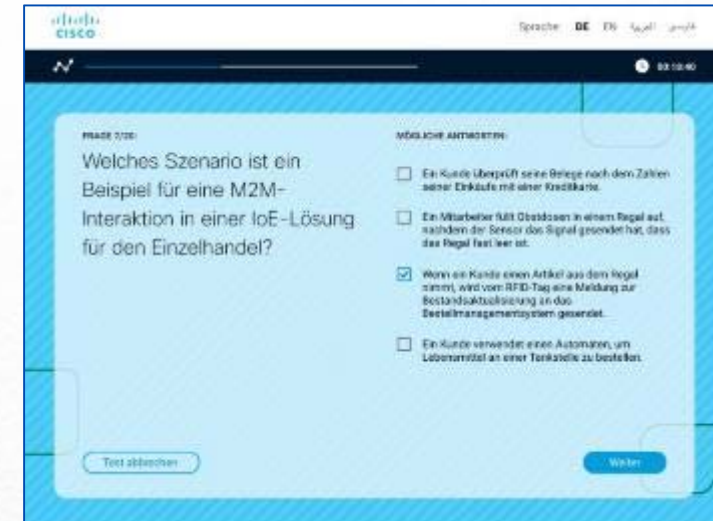 CISCO
Sprache DE EN العربية فارسی
FRAGE 7/20:
Welches Szenario ist ein
Beispiel für eine M2M-
Interaktion in einer IoE-Lösung
für den Einzelhandel?
MÖGLICHE ANTWORTEN:
Ein Kunde überprüft seine Belege nach dem Zahlen
seiner Einkäufe mit einer Kreditkarte.
Ein Mitarbeiter füllt Obstdosen in einem Regal auf,
nachdem der Sensor das Signal gesendet hat, dass
das Regal fast leer ist.
Wenn ein Kunde einen Artikel aus dem Regal
nimmt, wird vom RFID-Tag eine Meldung zur
Bestandsaktualisierung an das
Bestellmanagementsystem gesendet.
Ein Kunde verwendet einen Automaten, um
Lebensmittel an einer Tankstelle zu bestellen.
Test abbrechen
Weiter